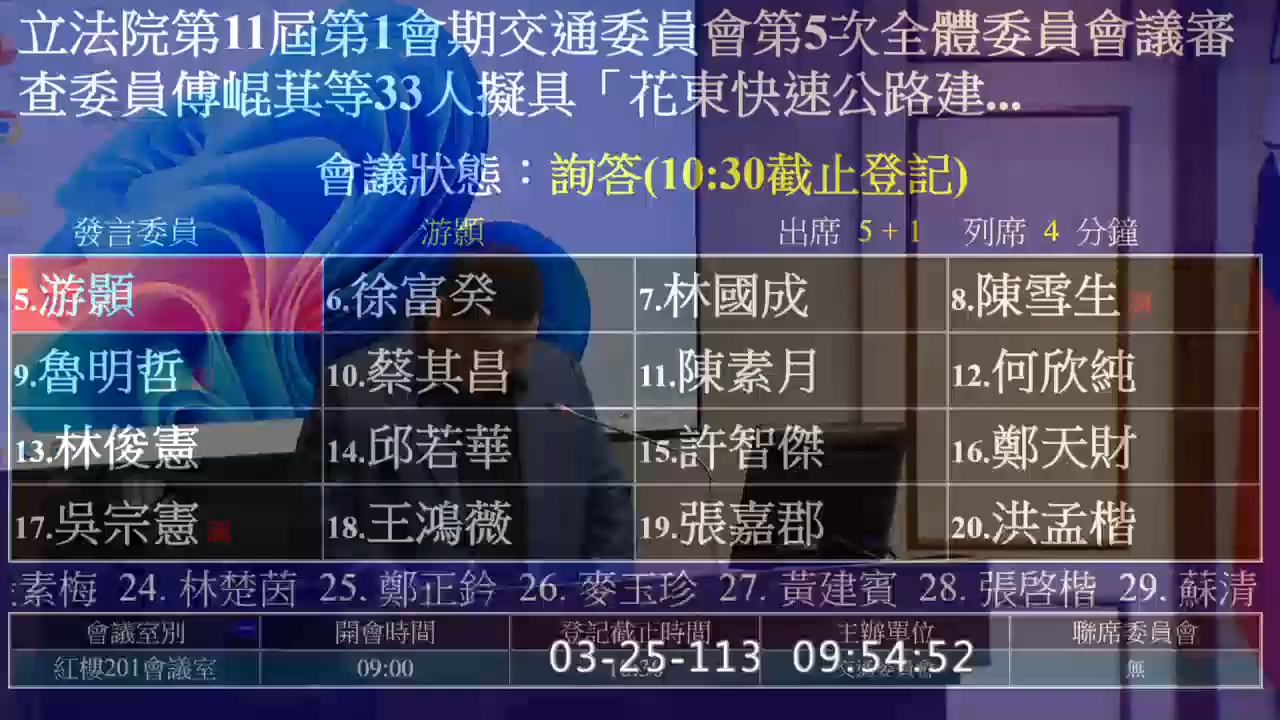 立法院第11屆第1會期交通委員會第5次全體委員會議審
查委員傅崐萁等33人擬具「花東快速公路建...
會議狀態：詢答(10:30截止登記)
發言委員 游顥 出席 5 + 1 列席 4 分鐘
5.游顥 6.徐富癸 7.林國成 8.陳雪生
9.魯明哲 10.蔡其昌 11.陳素月 12.何欣純
13.林俊憲 14.邱若華 15.許智傑 16.鄭天財
17.吳宗憲 18.王鴻薇 19.張嘉郡 20.洪孟楷
素梅 24. 林楚茵 25. 鄭正鈐 26. 麥玉珍 27. 黃建賓 28. 張啓楷 29. 蘇清
會議室別 開會時間 登記截止時間 主辦單位 聯席委員會
紅樓201會議室 09:00 10:30 交通委員會 無
03-25-113 09:54:52